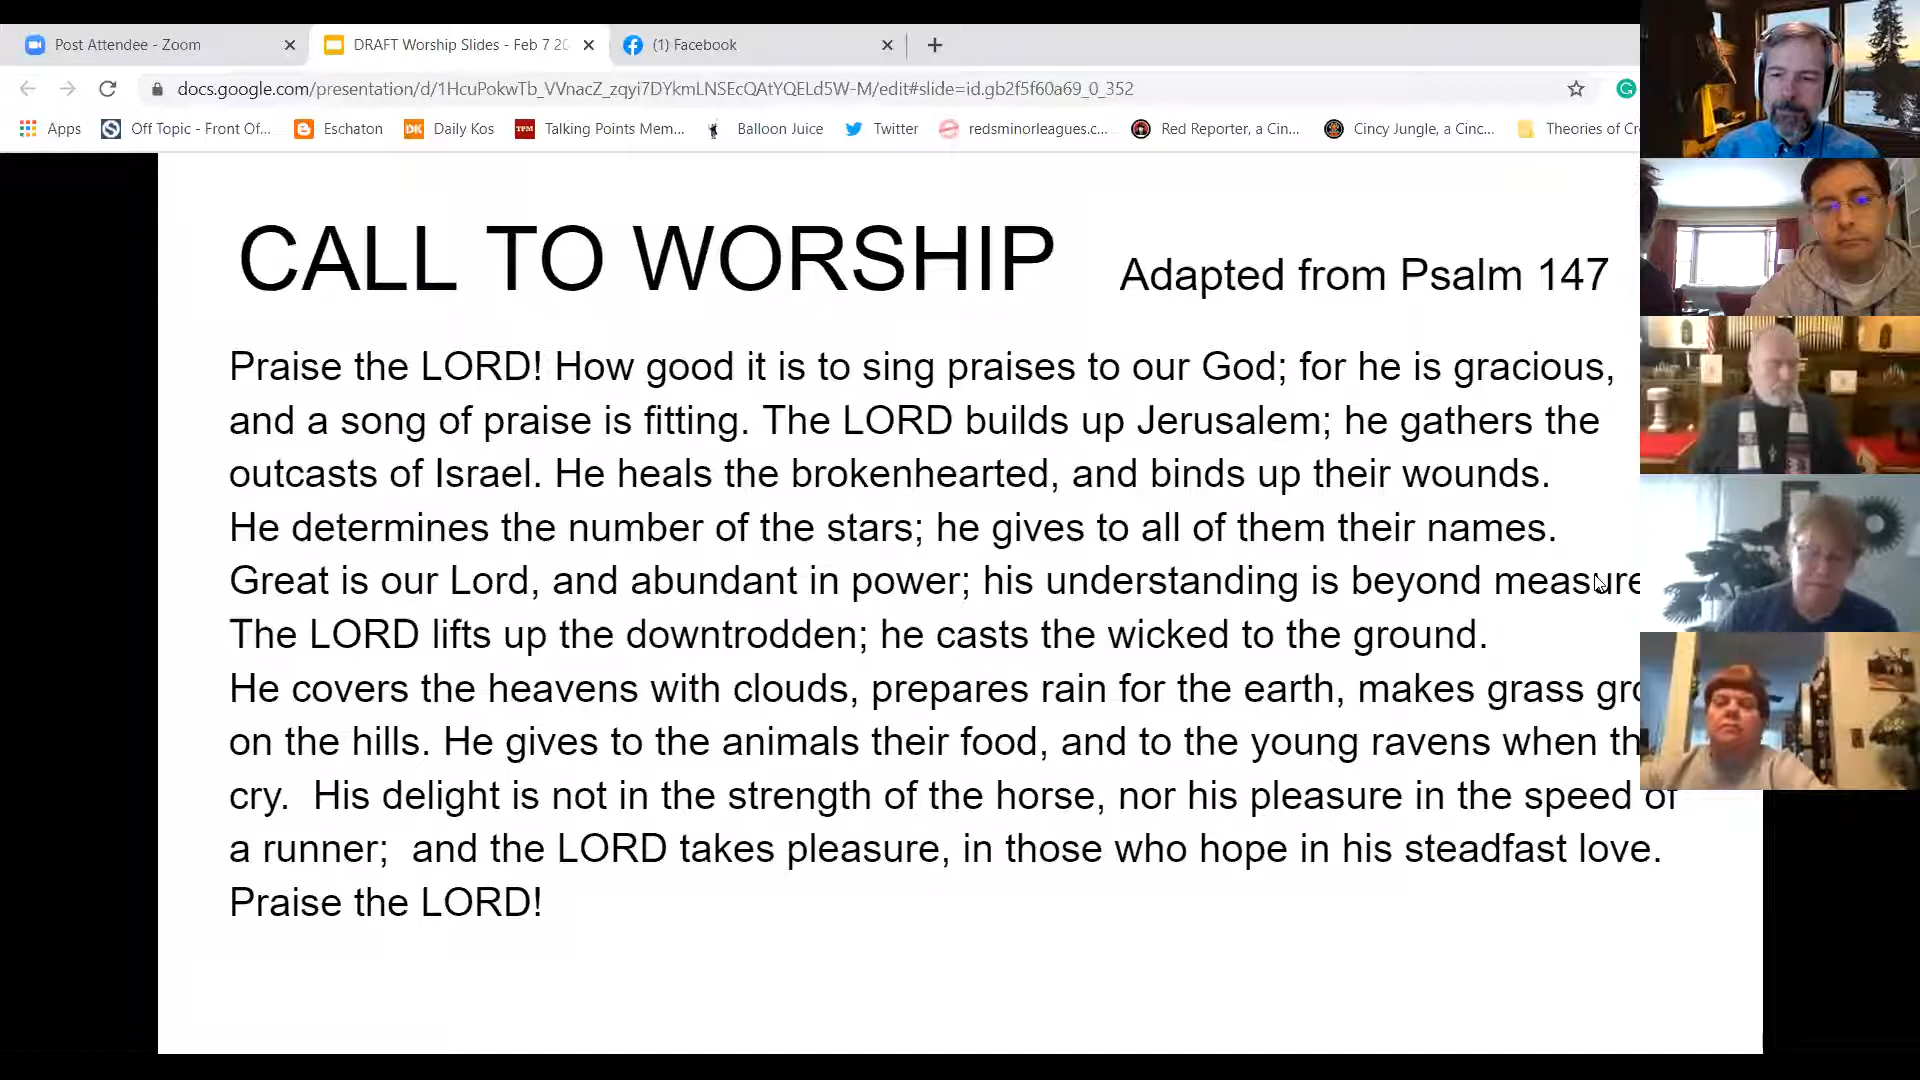 Post Attendee - Zoom
DRAFT Worship Slides - Feb 7 20
(1) Facebook
docs.google.com/presentation/d/1HcuPokwTb_VVnacZ_zqyi7DYkmLNSEcQAtYQELd5W-M/edit#slide=id.gb2f5f60a69_0_352
Apps Off Topic - Front Of... Eschaton DK Daily Kos TPM Talking Points Mem... Balloon Juice Twitter redsminorleagues.c... Red Reporter, a Cin... Cincy Jungle, a Cinc... Theories of Cr
CALL TO WORSHIP Adapted from Psalm 147
Praise the LORD! How good it is to sing praises to our God; for he is gracious,
and a song of praise is fitting. The LORD builds up Jerusalem; he gathers the
outcasts of Israel. He heals the brokenhearted, and binds up their wounds.
He determines the number of the stars; he gives to all of them their names.
Great is our Lord, and abundant in power; his understanding is beyond measure
The LORD lifts up the downtrodden; he casts the wicked to the ground.
He covers the heavens with clouds, prepares rain for the earth, makes grass gro
on the hills. He gives to the animals their food, and to the young ravens when th
cry. His delight is not in the strength of the horse, nor his pleasure in the speed of
a runner; and the LORD takes pleasure, in those who hope in his steadfast love.
Praise the LORD!